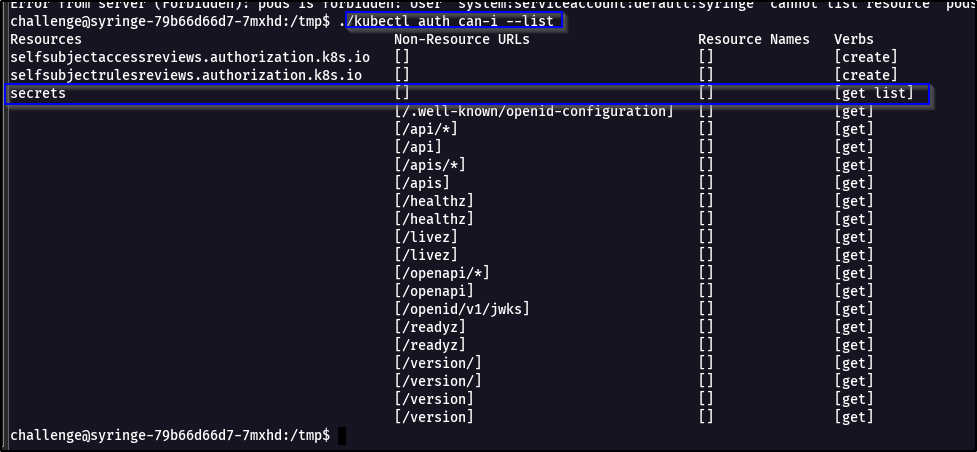 Error from server (Forbidden): pods is forbidden: User "system:serviceaccount:default:syringe" cannot list resource "pods
challenge@syringe-79b66d66d7-7mxhd:/tmp$ ./kubectl auth can-i --list
Resources Non-Resource URLs Resource Names Verbs
selfsubjectaccessreviews.authorization.k8s.io [] [] [create]
selfsubjectrulesreviews.authorization.k8s.io [] [] [create]
secrets [] [] [get list]
[/.well-known/openid-configuration] [] [get]
[/api/*] [] [get]
[/api] [] [get]
[/apis/*] [] [get]
[/apis] [] [get]
[/healthz] [] [get]
[/healthz] [] [get]
[/livez] [] [get]
[/livez] [] [get]
[/openapi/*] [] [get]
[/openapi] [] [get]
[/openid/v1/jwks] [] [get]
[/readyz] [] [get]
[/readyz] [] [get]
[/version/] [] [get]
[/version/] [] [get]
[/version] [] [get]
[/version] [] [get]
challenge@syringe-79b66d66d7-7mxhd:/tmp$